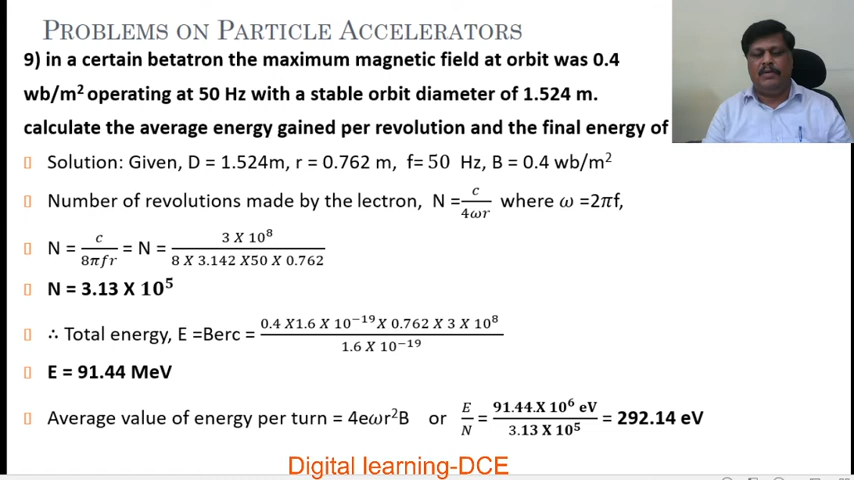 PROBLEMS ON PARTICLE ACCELERATORS
9) in a certain betatron the maximum magnetic field at orbit was 0.4
wb/m² operating at 50 Hz with a stable orbit diameter of 1.524 m.
calculate the average energy gained per revolution and the final energy of
Solution: Given, D = 1.524m, r = 0.762 m, f= 50 Hz, B = 0.4 wb/m²
Number of revolutions made by the lectron, N = c/4ωr where ω =2πf,
N = c/8πfr = N = 3 X 10⁸/8 X 3.142 X50 X 0.762
N = 3.13 X 10⁵
∴ Total energy, E =Berc = 0.4 X1.6 X 10⁻¹⁹X 0.762 X 3 X 10⁸/1.6 X 10⁻¹⁹
E = 91.44 MeV
Average value of energy per turn = 4eωr²B or E/N = 91.44.X 10⁶ eV/3.13 X 10⁵ = 292.14 eV
Digital learning-DCE